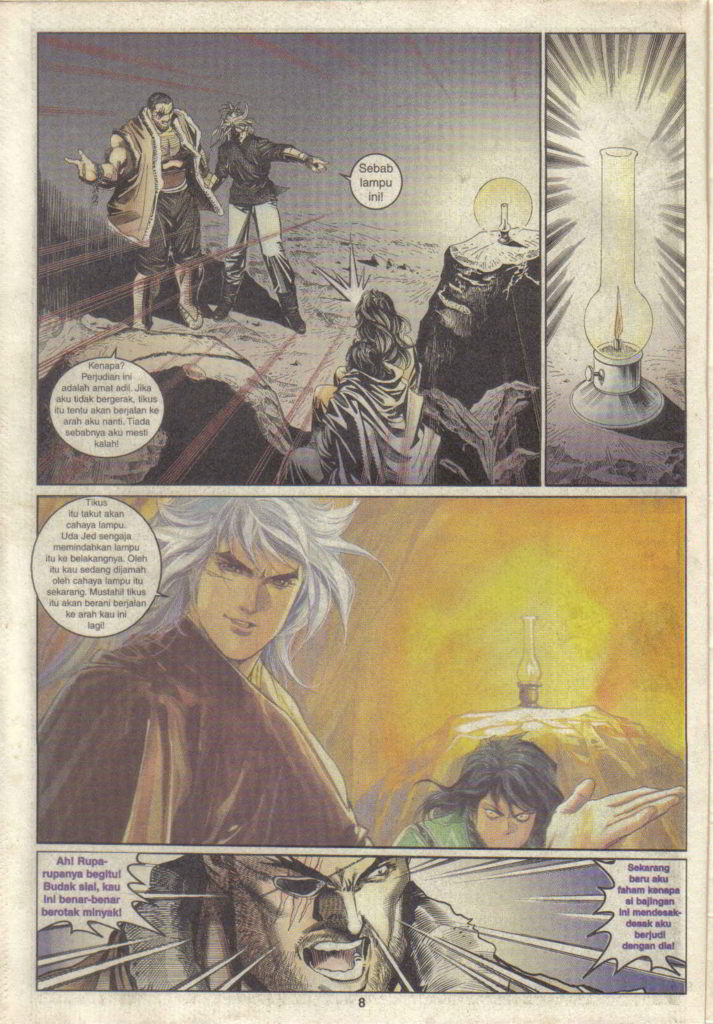 Sebab
lampu
ini!
Kenapa?
Perjudian ini
adalah amat adil. Jika
aku tidak bergerak, tikus
itu tentu akan berjalan ke
arah aku nanti. Tiada
sebabnya aku mesti
kalah!
Tikus
itu takut akan
cahaya lampu.
Uda Jed sengaja
memindahkan lampu
itu ke belakangnya. Oleh
itu kau sedang dijamah
oleh cahaya lampu itu
sekarang. Mustahil tikus
itu akan berani berjalan
ke arah kau ini
lagi!
Ah! Rupa-
rupanya begitu!
Budak sial, kau
ini benar-benar
berotak minyak!
Sekarang
baru aku
faham kenapa
si bajingan
ini mendesak-
desak aku
berjudi
dengan dia!
8